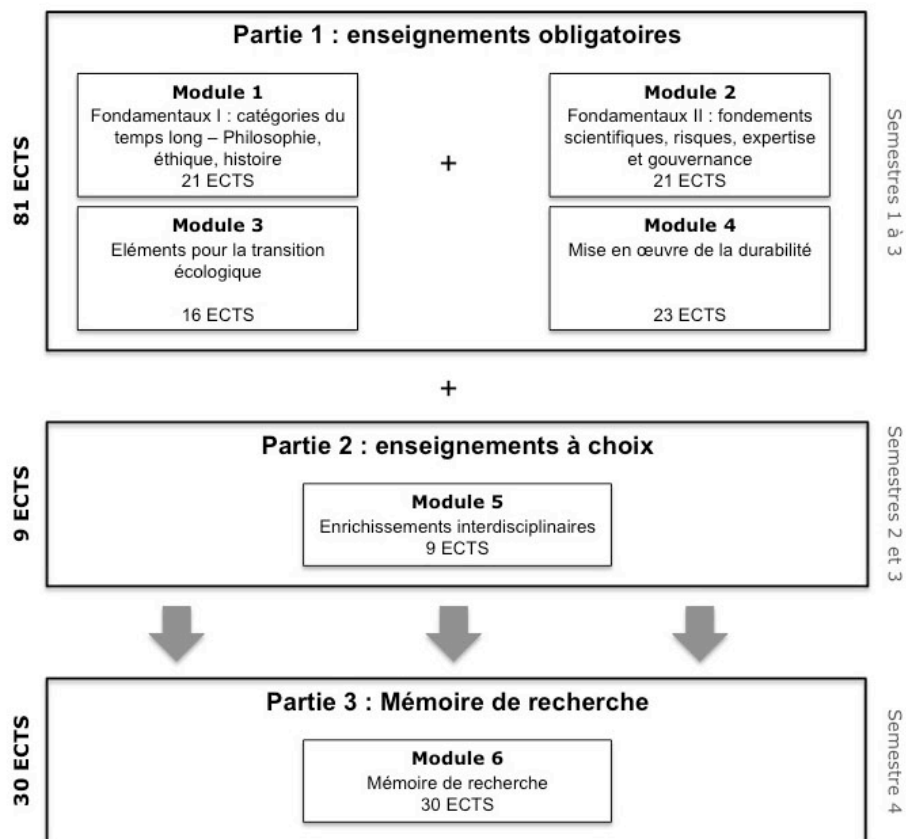 Partie 1 : enseignements obligatoires
81 ECTS
Module 1
Fondamentaux I : catégories du
temps long – Philosophie,
éthique, histoire
21 ECTS
+
Module 2
Fondamentaux II : fondements
scientifiques, risques, expertise
et gouvernance
21 ECTS
Module 3
Eléments pour la transition
écologique
16 ECTS
Module 4
Mise en œuvre de la durabilité
23 ECTS
Semestres 1 à 3
+
Partie 2 : enseignements à choix
9 ECTS
Module 5
Enrichissements interdisciplinaires
9 ECTS
Semestres 2 et 3
Partie 3 : Mémoire de recherche
30 ECTS
Module 6
Mémoire de recherche
30 ECTS
Semestre 4